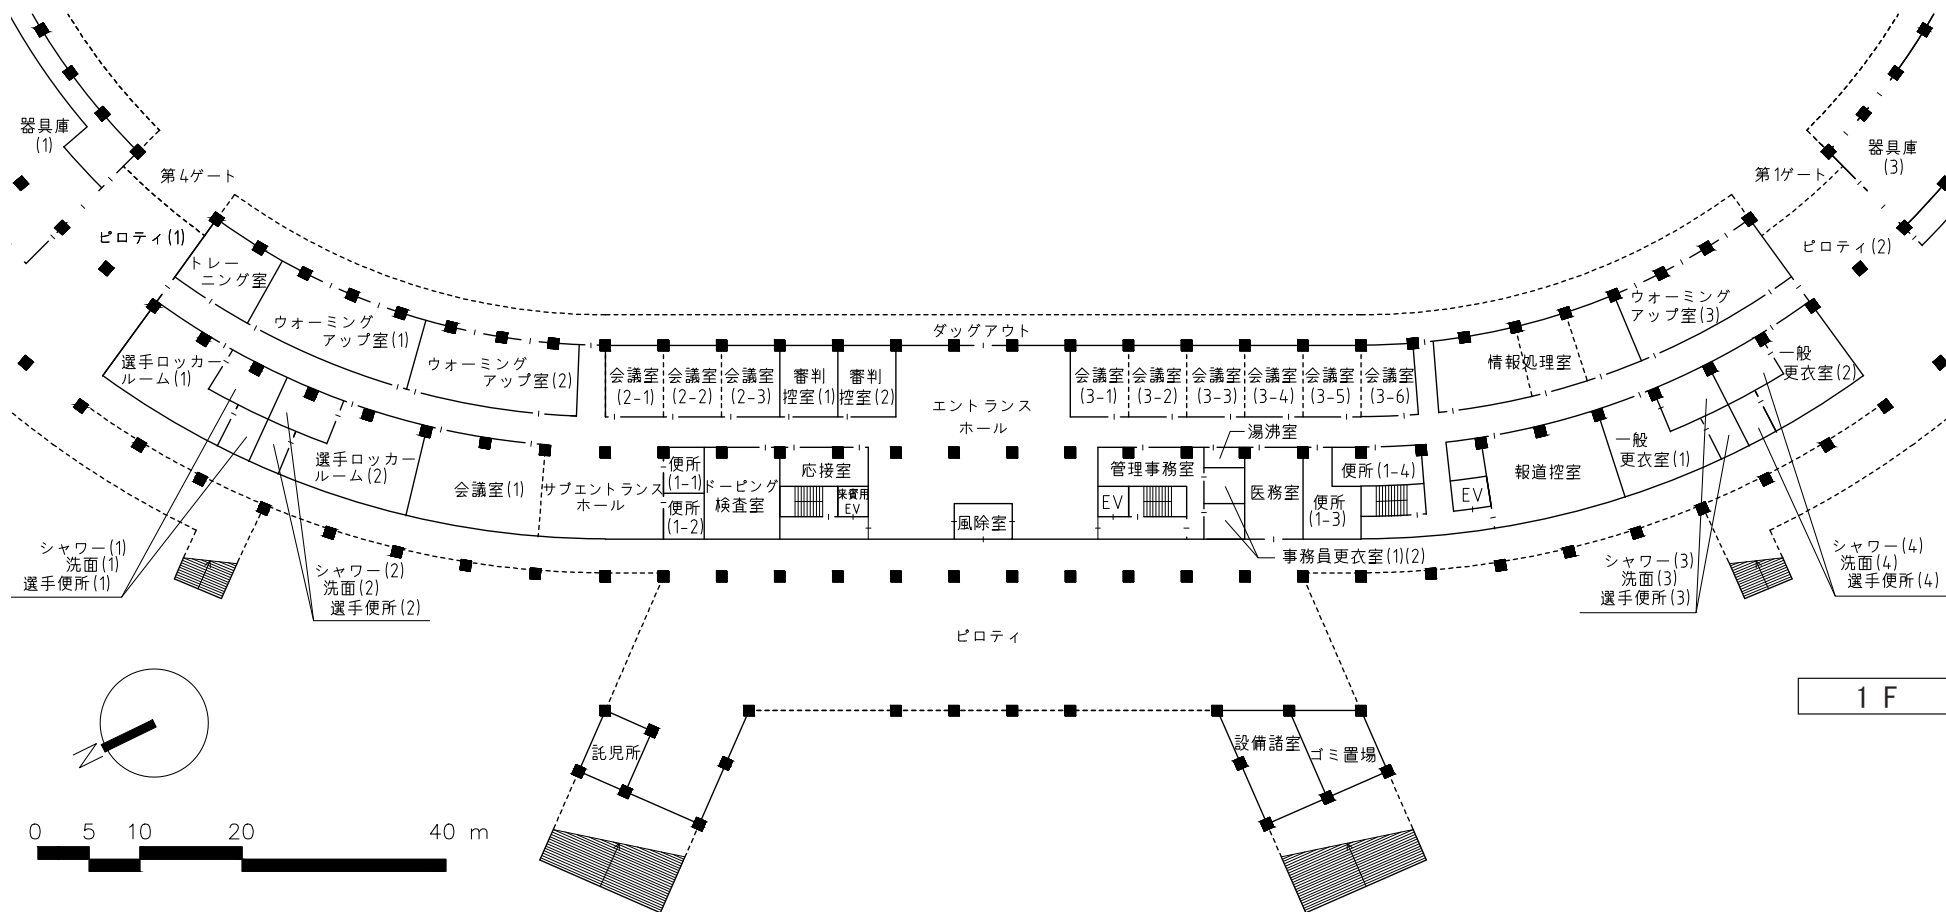 器具庫
(1)
第4ゲート
ピロティ(1)
トレー
ニング室
ウォーミング
アップ室(1)
ウォーミング
アップ室(2)
選手ロッカー
ルーム(1)
選手ロッカー
ルーム(2)
会議室(1)
サブエントランス
ホール
シャワー(1)
洗面(1)
選手便所(1)
シャワー(2)
洗面(2)
選手便所(2)
ダッグアウト
会議室
(2-1)
会議室
(2-2)
会議室
(2-3)
審判
控室(1)
審判
控室(2)
エントランス
ホール
会議室
(3-1)
会議室
(3-2)
会議室
(3-3)
会議室
(3-4)
会議室
(3-5)
会議室
(3-6)
便所
(1-1)
便所
(1-2)
ドーピング
検査室
応接室
来賓用
EV
風除室
管理事務室
EV
湯沸室
医務室
事務員更衣室(1)(2)
便所(1-4)
便所
(1-3)
EV
報道控室
情報処理室
ウォーミング
アップ室(3)
一般
更衣室(1)
一般
更衣室(2)
シャワー(3)
洗面(3)
選手便所(3)
シャワー(4)
洗面(4)
選手便所(4)
第1ゲート
ピロティ(2)
器具庫
(3)
ピロティ
託児所
設備諸室
ゴミ置場
1 F
N
0 5 10 20 40 m